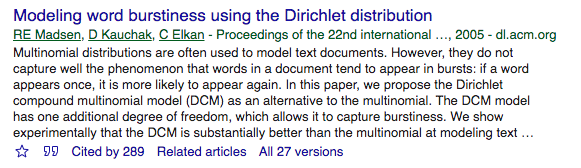 Modeling word burstiness using the Dirichlet distribution
RE Madsen, D Kauchak, C Elkan - Proceedings of the 22nd international …, 2005 - dl.acm.org
Multinomial distributions are often used to model text documents. However, they do not
capture well the phenomenon that words in a document tend to appear in bursts: if a word
appears once, it is more likely to appear again. In this paper, we propose the Dirichlet
compound multinomial model (DCM) as an alternative to the multinomial. The DCM model
has one additional degree of freedom, which allows it to capture burstiness. We show
experimentally that the DCM is substantially better than the multinomial at modeling text …
Cited by 289 Related articles All 27 versions